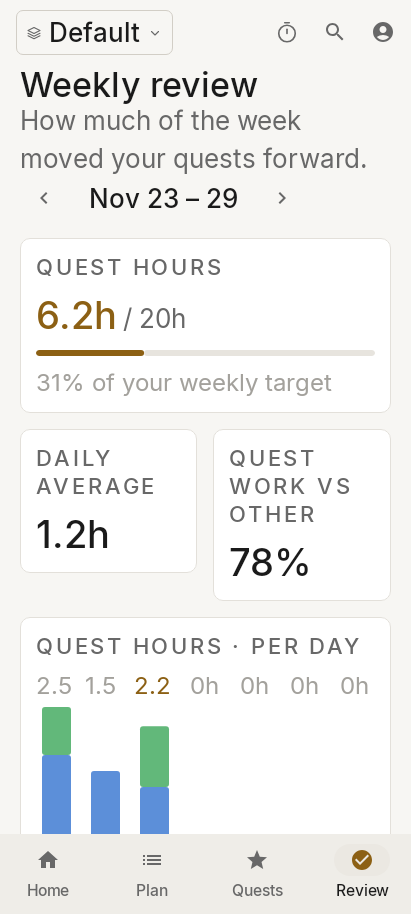 Default
Weekly review
How much of the week
moved your quests forward.
Nov 23 – 29
QUEST HOURS
6.2h / 20h
31% of your weekly target
DAILY
AVERAGE
1.2h
QUEST
WORK VS
OTHER
78%
QUEST HOURS · PER DAY
2.5 1.5 2.2 0h 0h 0h 0h
Home Plan Quests Review